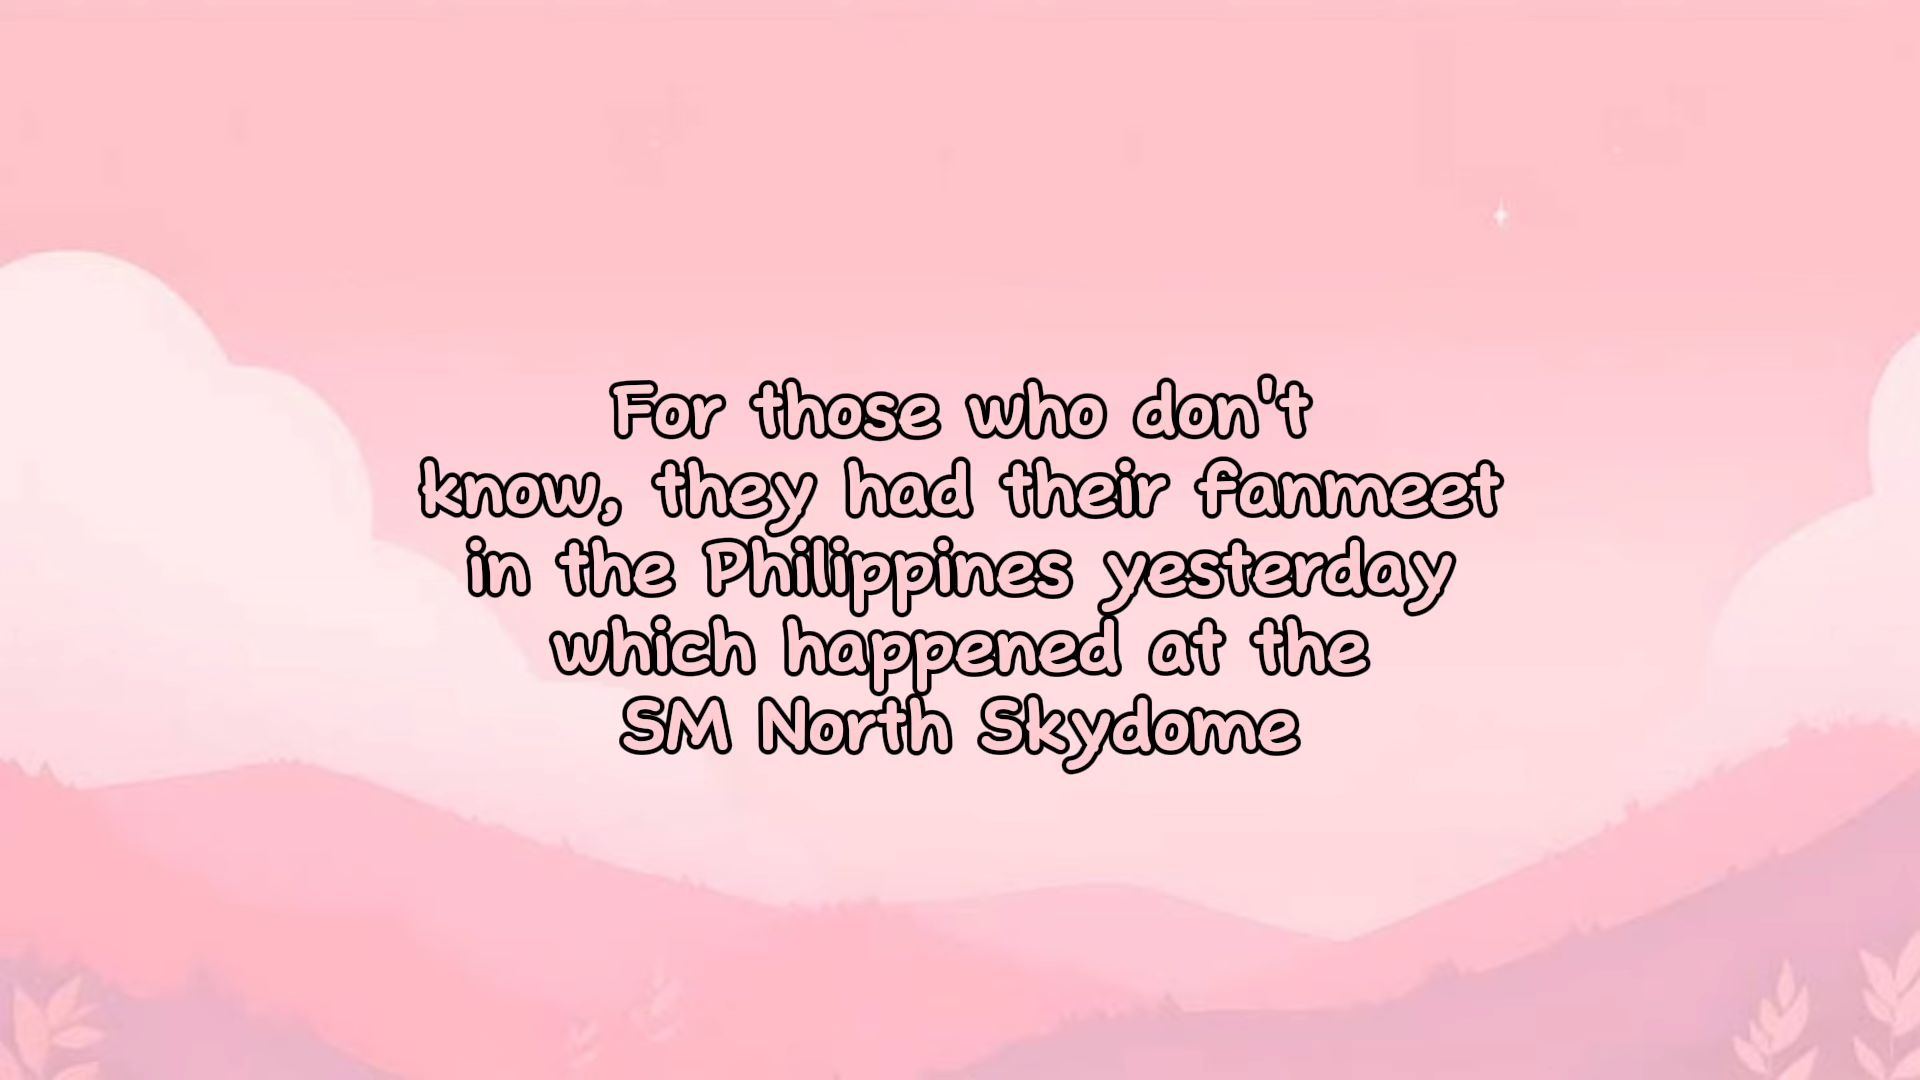 For those who don't
know, they had their fanmeet
in the Philippines yesterday
which happened at the
SM North Skydome